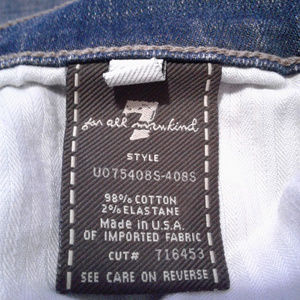 7
for all mankind
STYLE
U075408S-408S
98% COTTON
2% ELASTANE
MADE IN U.S.A.
OF IMPORTED FABRIC
CUT# 716453
SEE CARE ON REVERSE